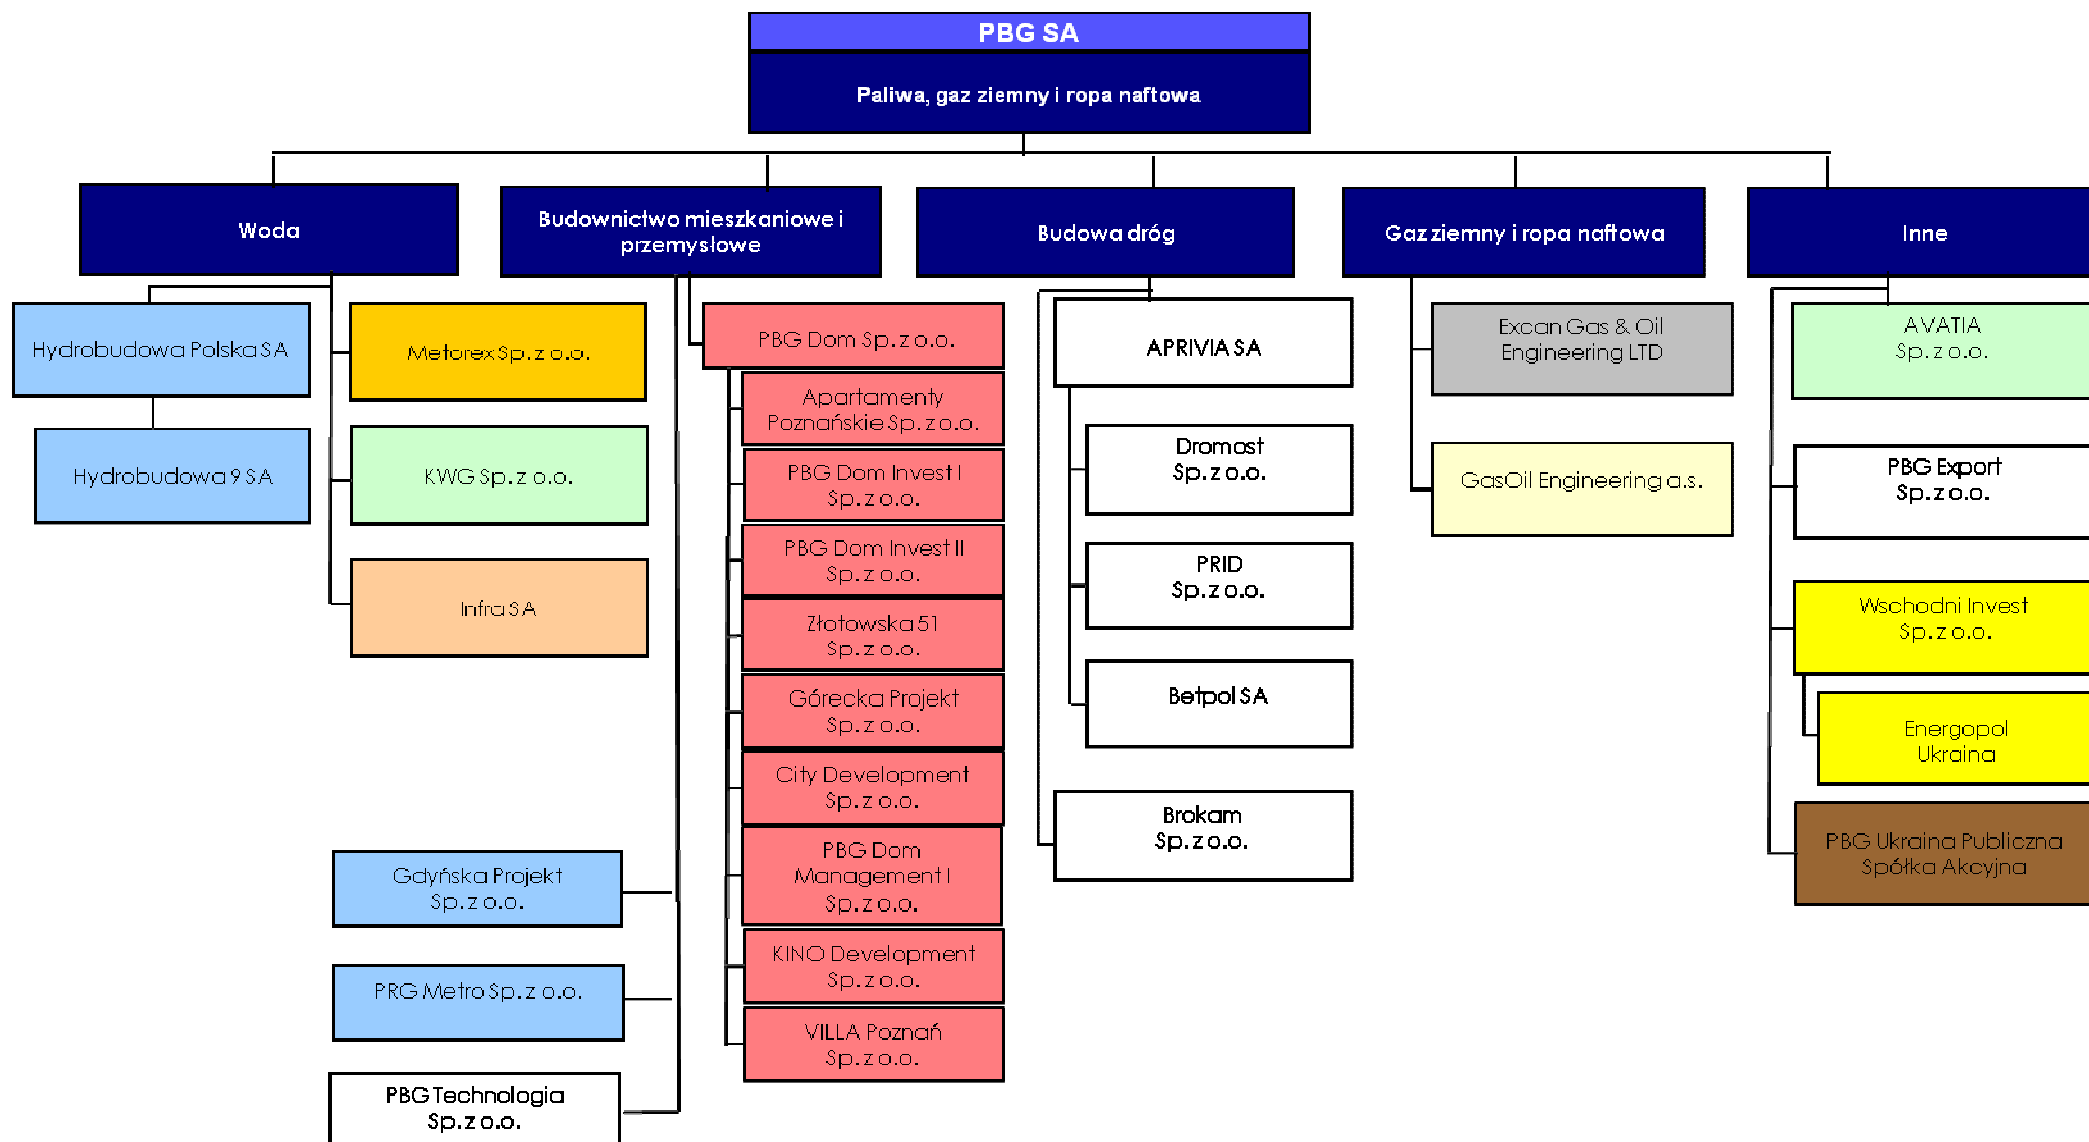 PBG SA
Paliwa, gaz ziemny i ropa naftowa
Woda
Budownictwo mieszkaniowe i
przemysłowe
Budowa dróg
Gaz ziemny i ropa naftowa
Inne
Hydrobudowa Polska SA
Hydrobudowa 9 SA
Metorex Sp. z o.o.
KWG Sp. z o.o.
Infra SA
Gdyńska Projekt
Sp. z o.o.
PRG Metro Sp. z o.o.
PBG Technologia
Sp. z o.o.
PBG Dom Sp. z o.o.
Apartamenty
Poznańskie Sp. z o.o.
PBG Dom Invest I
Sp. z o.o.
PBG Dom Invest II
Sp. z o.o.
Złotowska 51
Sp. z o.o.
Górecka Projekt
Sp. z o.o.
City Development
Sp. z o.o.
PBG Dom
Management I
Sp. z o.o.
KINO Development
Sp. z o.o.
VILLA Poznań
Sp. z o.o.
APRIVIA SA
Dromost
Sp. z o.o.
PRID
Sp. z o.o.
Betpol SA
Brokam
Sp. z o.o.
Excan Gas & Oil
Engineering LTD
GasOil Engineering a.s.
AVATIA
Sp. z o.o.
PBG Export
Sp. z o.o.
Wschodni Invest
Sp. z o.o.
Energopol
Ukraina
PBG Ukraina Publiczna
Spółka Akcyjna